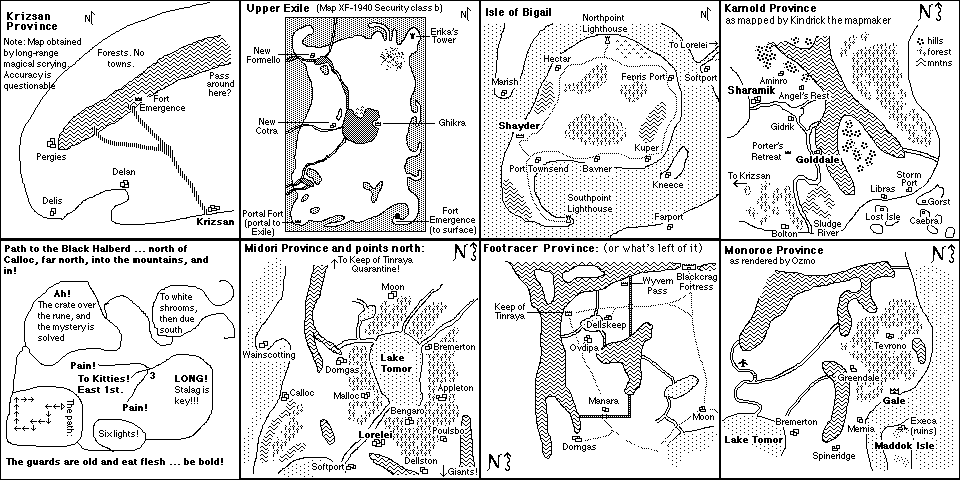 Krizsan
Province
N
Note: Map obtained
by long-range
magical scrying.
Accuracy is
questionable
Forests. No
towns.
Pass
around
here?
Fort
Emergence
Pergies
Delan
Delis
Krizsan
Upper Exile (Map XF-1940 Security class b)
N
New
Formello
Erika's
Tower
New
Cotra
Ghikra
Portal Fort
(portal to
Exile)
Fort
Emergence
(to surface)
Isle of Bigail
N
Northpoint
Lighthouse
To Lorelei
Hectar
Ferris Port
Softport
Marish
Shayder
Kuper
Port Townsend
Bavner
Kneece
Southpoint
Lighthouse
Farport
Karnold Province
as mapped by Kindrick the mapmaker
N
hills
forest
mntns
Aminro
Sharamik
Angel's Rest
Gidrik
Porter's
Retreat
Golddale
To Krizsan
Storm
Port
Libras
Gorst
Lost Isle
Caebra
Sludge
River
Bolton
Path to the Black Halberd ... north of
Calloc, far north, into the mountains, and
in!
Ah!
The crate over
the rune, and
the mystery is
solved
To white
shrooms,
then due
south
Pain!
To Kitties!
East 1st.
3
LONG!
Stalag is
key!!!
Pain!
The path:
Six lights!
The guards are old and eat flesh ... be bold!
Midori Province and points north:
N
To Keep of Tinraya
Quarantine!
Moon
Wainscotting
Dorngas
Lake
Tomor
Bremerton
Calloc
Malloc
Appleton
Bengaro
Poulsbo
Lorelei
Softport
Dellston
Giants!
Footracer Province: (or what's left of it)
Wyvern
Pass
Blackcrag
Fortress
Keep of
Tinraya
Dellskeep
Ovdipa
Manara
Moon
Dorngas
N
Monoroe Province
as rendered by Ozmo
N
Tevrono
Greendale
Gale
Lake Tomor
Bremerton
Mernia
Execa
(ruins)
Maddok Isle
Spineridge